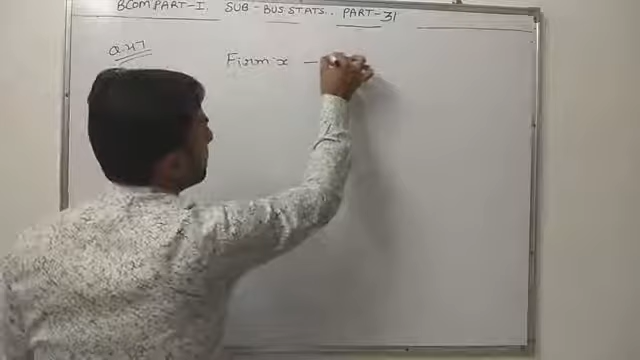 BCOM PART-I. SUB-BUS STATS.. PART-31
Q.47
Firm-x —